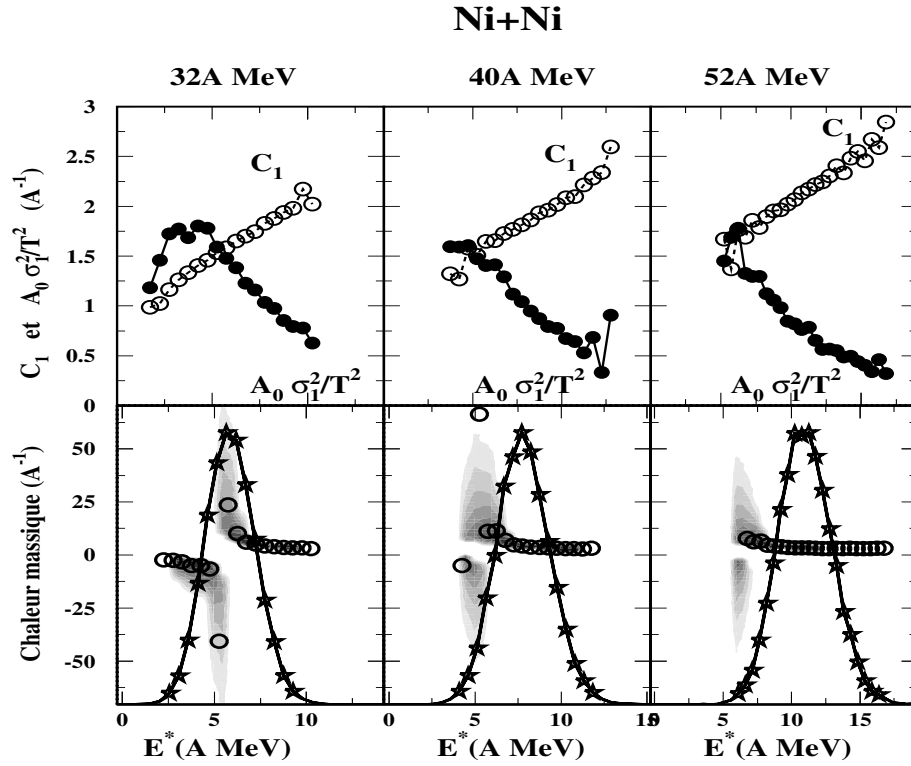 Ni+Ni
32A MeV 40A MeV 52A MeV
C₁ et A₀ σ₁²/T² (A⁻¹)
3
2.5
2
1.5
1
0.5
0
C₁ C₁ C₁
A₀ σ₁²/T² A₀ σ₁²/T² A₀ σ₁²/T²
Chaleur massique (A⁻¹)
50
25
0
-25
-50
0 5 10 0 5 10 15 0 5 10 15
E*(A MeV) E*(A MeV) E*(A MeV)